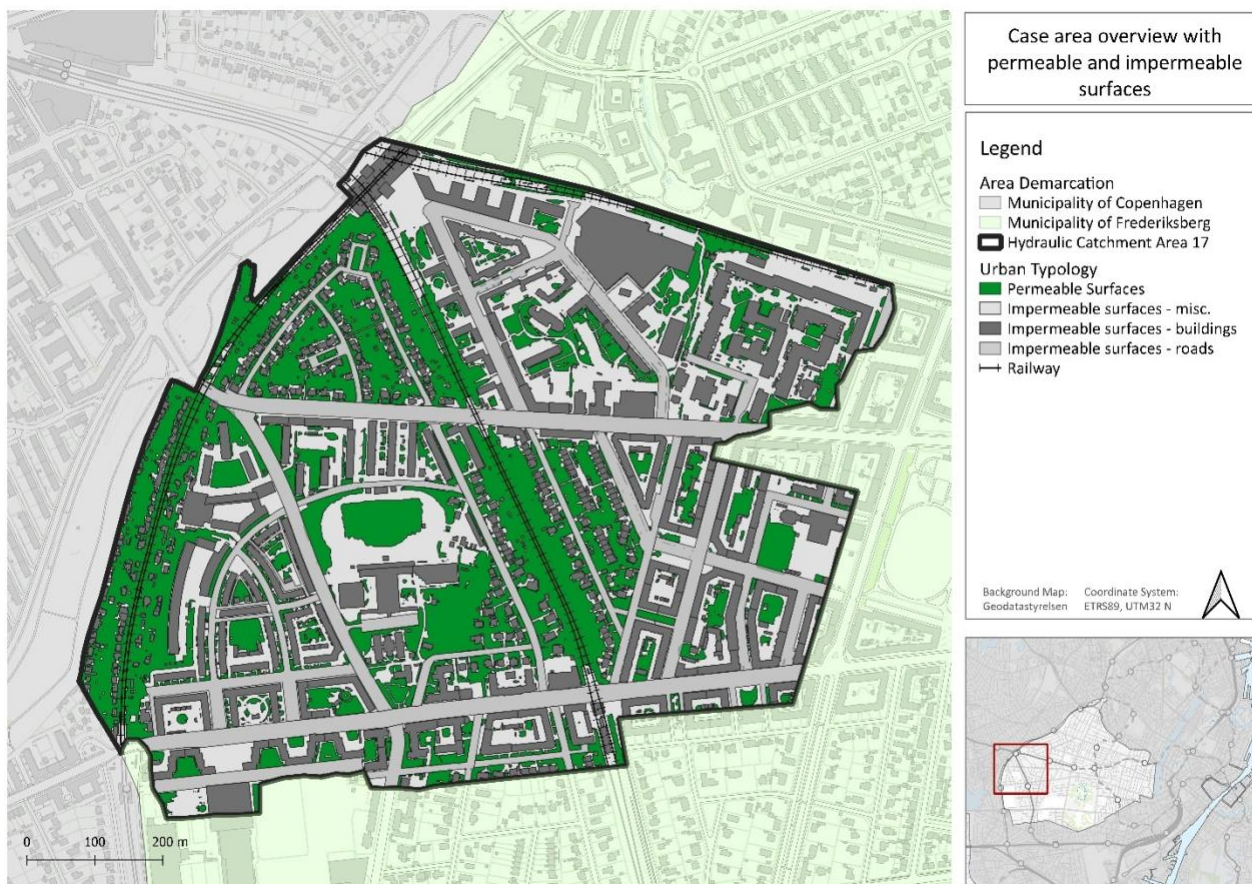 Case area overview with
permeable and impermeable
surfaces
Legend
Area Demarcation
Municipality of Copenhagen
Municipality of Frederiksberg
Hydraulic Catchment Area 17
Urban Typology
Permeable Surfaces
Impermeable surfaces - misc.
Impermeable surfaces - buildings
Impermeable surfaces - roads
Railway
Background Map: Coordinate System:
Geodatastyrelsen ETRS89, UTM32 N
0 100 200 m